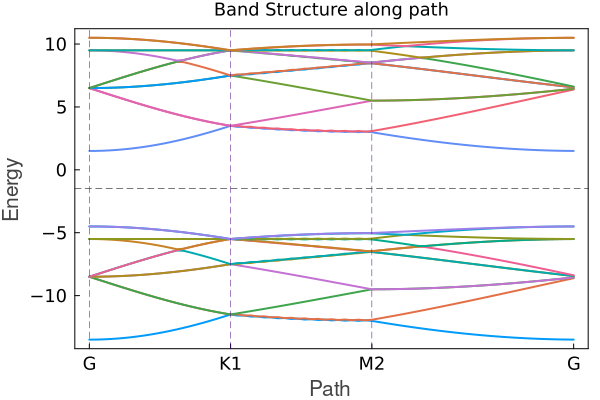 Band Structure along path
Energy
10
5
0
−5
−10
G K1 M2 G
Path